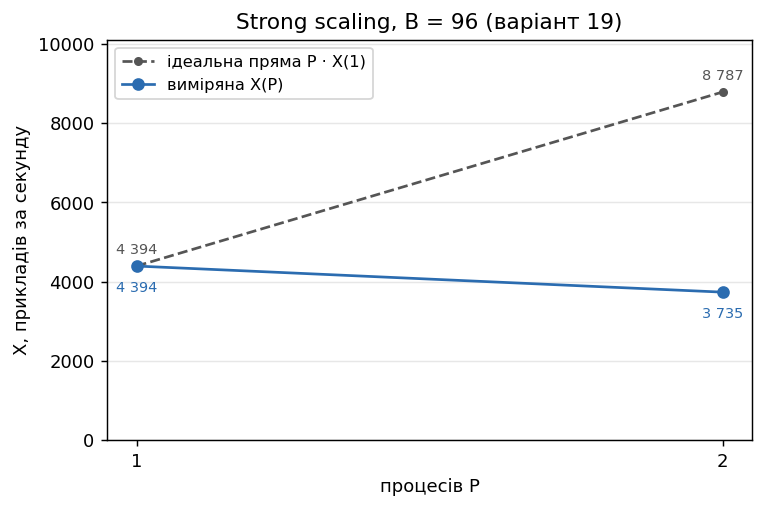 Strong scaling, B = 96 (варіант 19)
ідеальна пряма P · X(1)
виміряна X(P)
10000
8000
6000
4000
2000
0
X, прикладів за секунду
8 787
4 394
4 394
3 735
1
2
процесів P